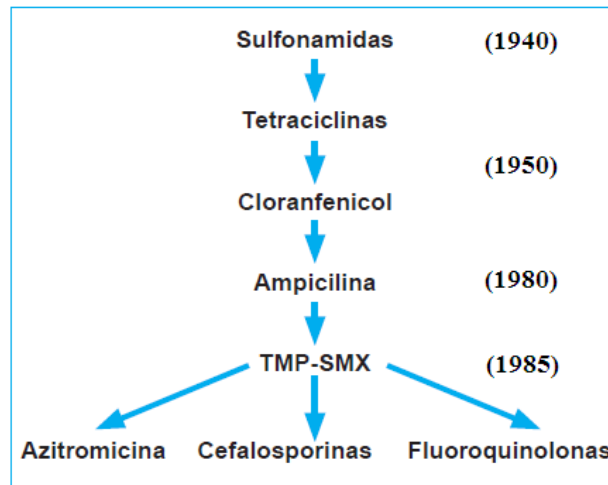 Sulfonamidas (1940)
Tetraciclinas
(1950)
Cloranfenicol
Ampicilina (1980)
TMP-SMX (1985)
Azitromicina Cefalosporinas Fluoroquinolonas